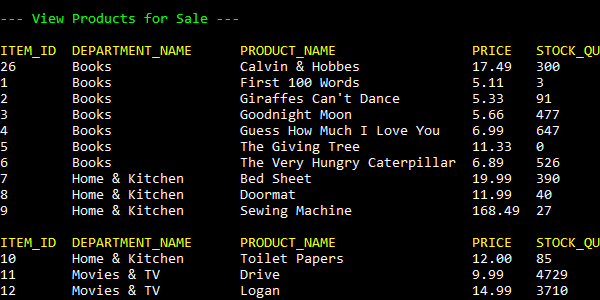 --- View Products for Sale ---
ITEM_ID DEPARTMENT_NAME PRODUCT_NAME PRICE STOCK_QU
26 Books Calvin & Hobbes 17.49 300
1 Books First 100 Words 5.11 3
2 Books Giraffes Can't Dance 5.33 91
3 Books Goodnight Moon 5.66 477
4 Books Guess How Much I Love You 6.99 647
5 Books The Giving Tree 11.33 0
6 Books The Very Hungry Caterpillar 6.89 526
7 Home & Kitchen Bed Sheet 19.99 390
8 Home & Kitchen Doormat 11.99 40
9 Home & Kitchen Sewing Machine 168.49 27
ITEM_ID DEPARTMENT_NAME PRODUCT_NAME PRICE STOCK_QU
10 Home & Kitchen Toilet Papers 12.00 85
11 Movies & TV Drive 9.99 4729
12 Movies & TV Logan 14.99 3710